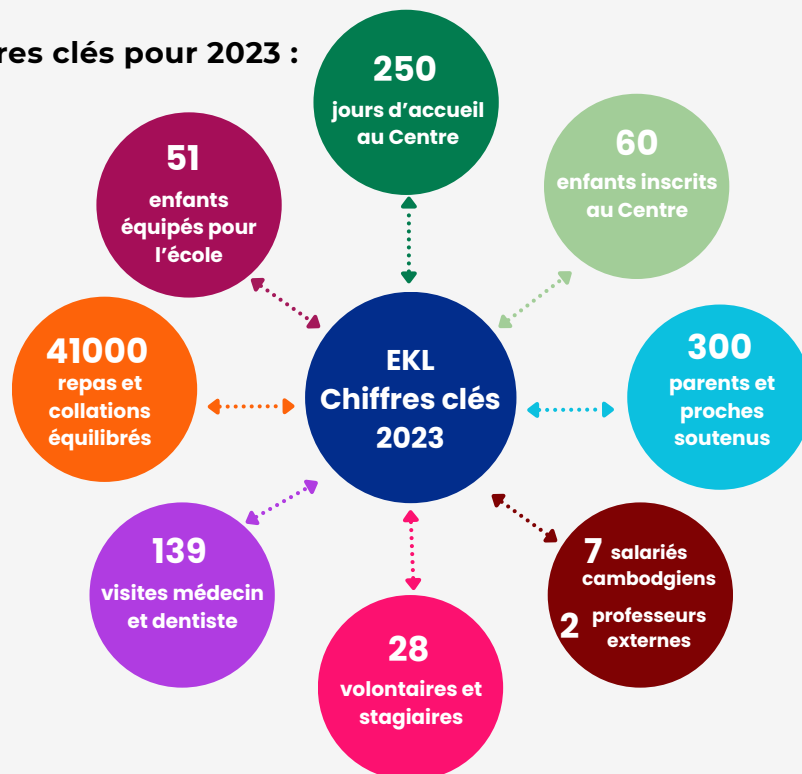 res clés pour 2023 :
250
jours d'accueil
au Centre
60
enfants inscrits
au Centre
300
parents et
proches
soutenus
7 salariés
cambodgiens
2 professeurs
externes
28
volontaires et
stagiaires
139
visites médecin
et dentiste
41000
repas et
collations
équilibrés
51
enfants
équipés pour
l'école
EKL
Chiffres clés
2023